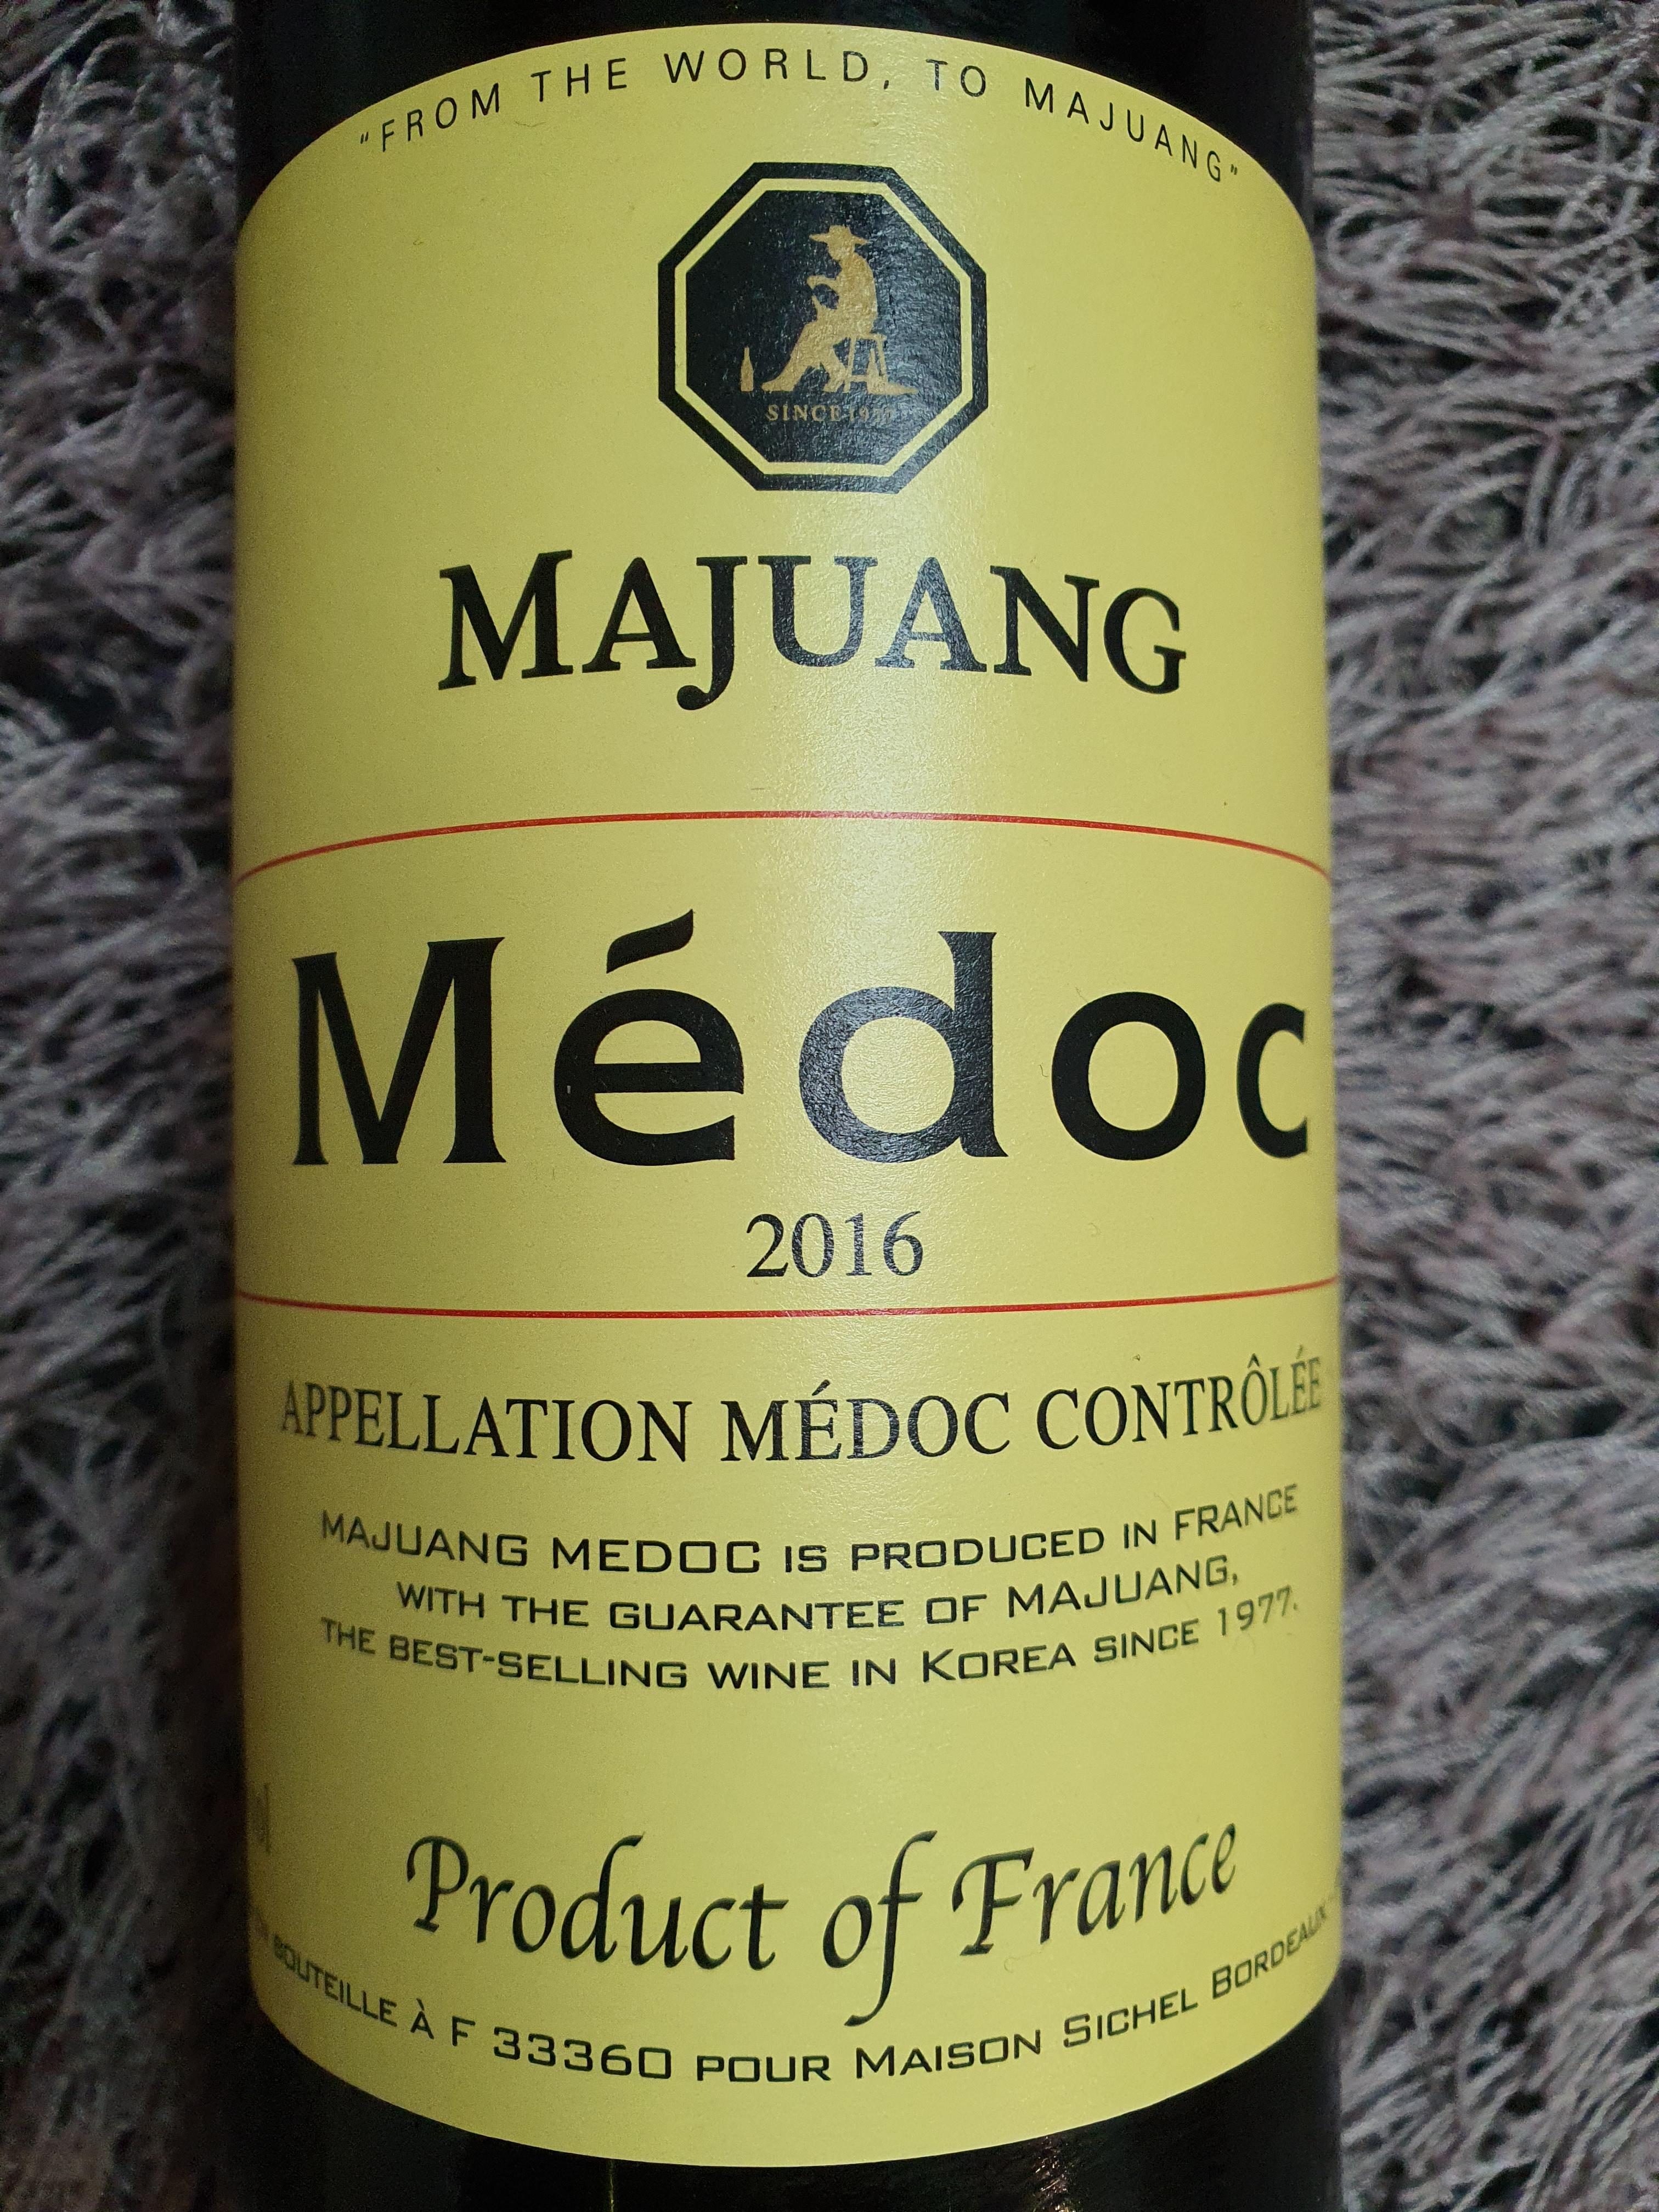 "FROM THE WORLD, TO MAJUANG"
SINCE 1977
MAJUANG
Médoc
2016
APPELLATION MÉDOC CONTRÔLÉE
MAJUANG MEDOC IS PRODUCED IN FRANCE
WITH THE GUARANTEE OF MAJUANG,
THE BEST-SELLING WINE IN KOREA SINCE 1977.
Product of France
BOUTEILLE À F 33360 POUR MAISON SICHEL BORDEAUX